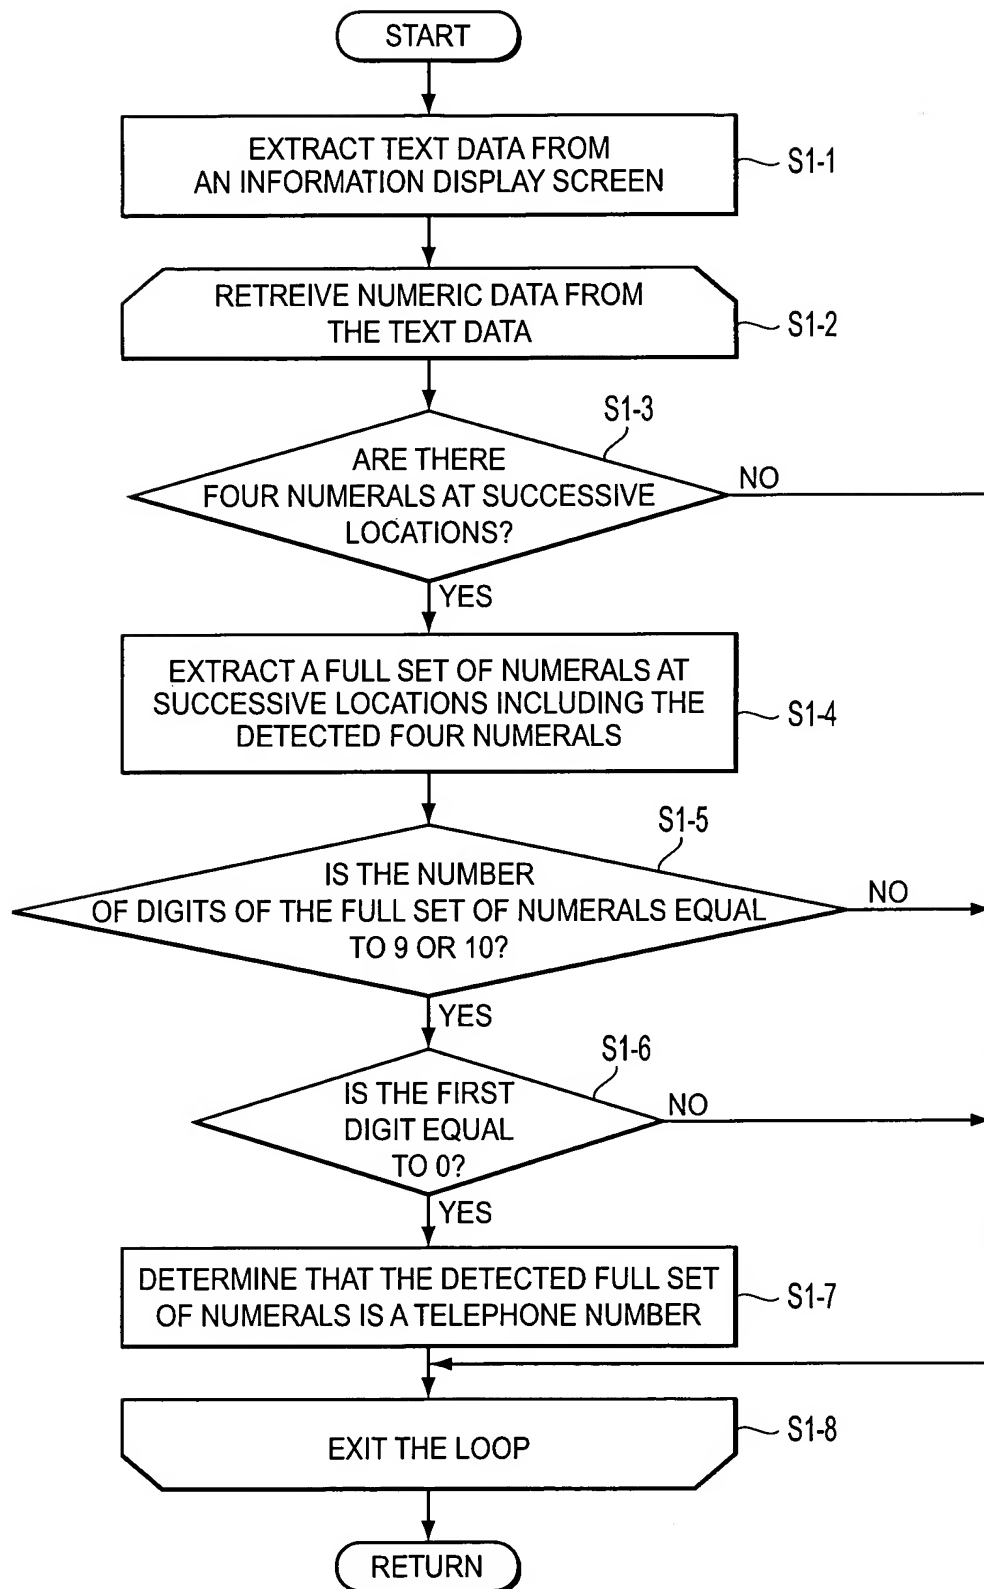 START
EXTRACT TEXT DATA FROM
AN INFORMATION DISPLAY SCREEN
S1-1
RETREIVE NUMERIC DATA FROM
THE TEXT DATA
S1-2
S1-3
ARE THERE
FOUR NUMERALS AT SUCCESSIVE
LOCATIONS?
NO
YES
EXTRACT A FULL SET OF NUMERALS AT
SUCCESSIVE LOCATIONS INCLUDING THE
DETECTED FOUR NUMERALS
S1-4
S1-5
IS THE NUMBER
OF DIGITS OF THE FULL SET OF NUMERALS EQUAL
TO 9 OR 10?
NO
YES
S1-6
IS THE FIRST
DIGIT EQUAL
TO 0?
NO
YES
DETERMINE THAT THE DETECTED FULL SET
OF NUMERALS IS A TELEPHONE NUMBER
S1-7
EXIT THE LOOP
S1-8
RETURN